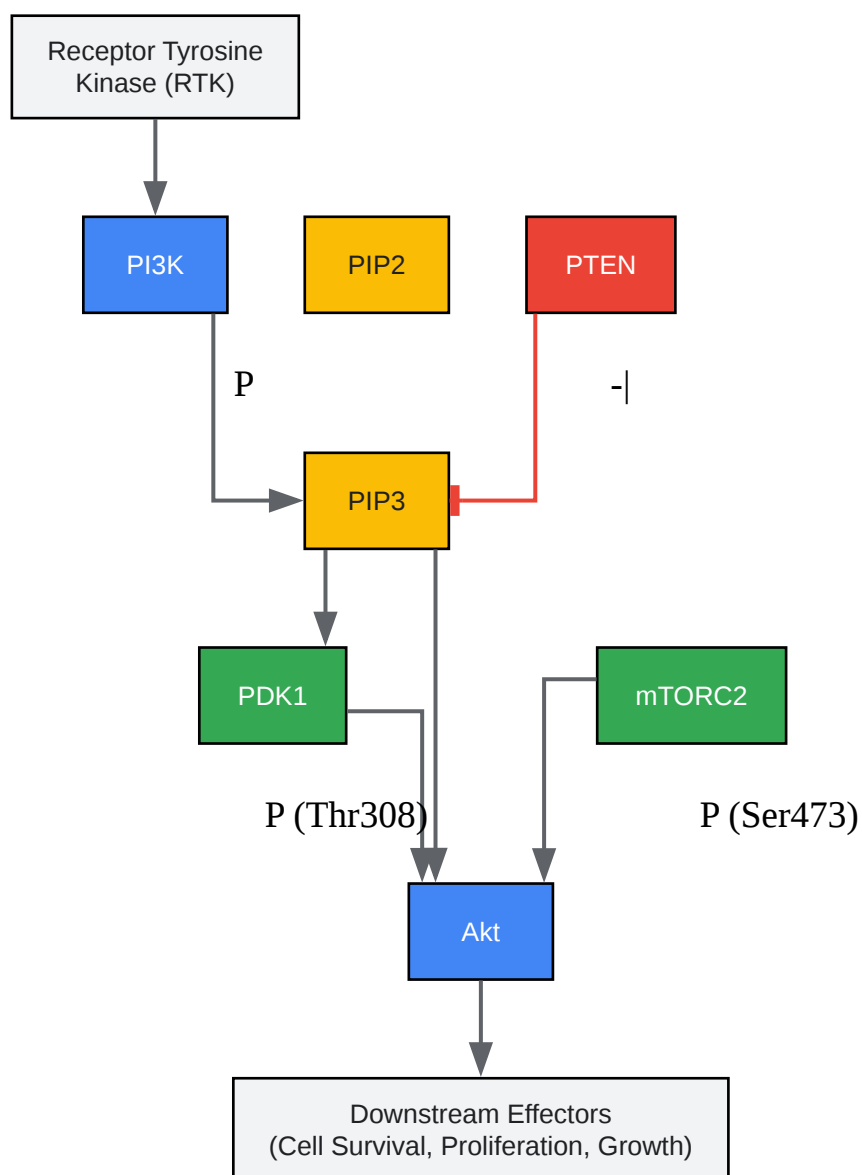 Receptor Tyrosine
Kinase (RTK)
PI3K
PIP2
PTEN
P
-|
PIP3
PDK1
mTORC2
P (Thr308)
P (Ser473)
Akt
Downstream Effectors
(Cell Survival, Proliferation, Growth)